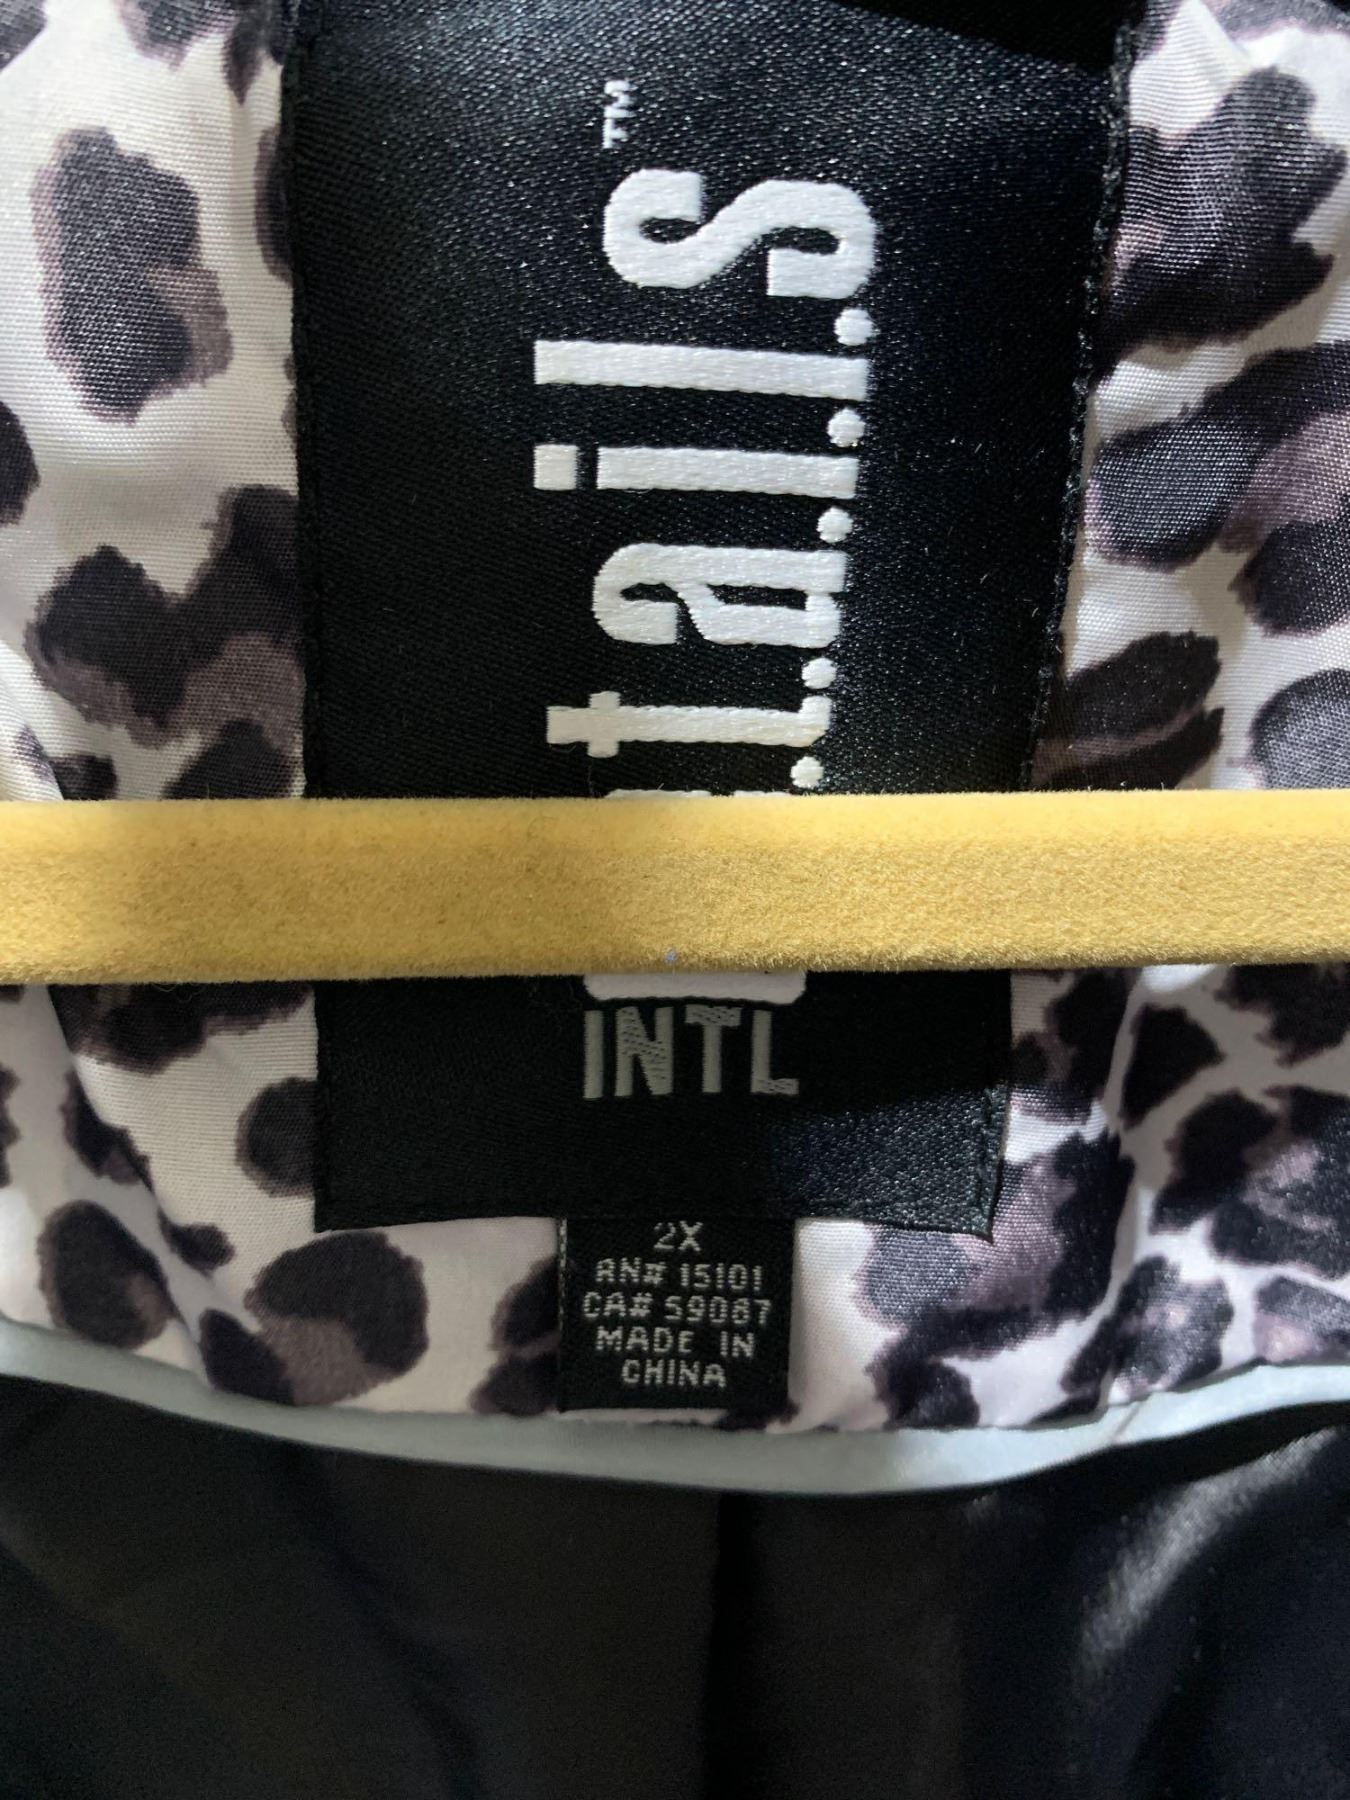 t.a.i.l.s™
INTL
2X
RN# 15101
CA# 59087
MADE IN
CHINA